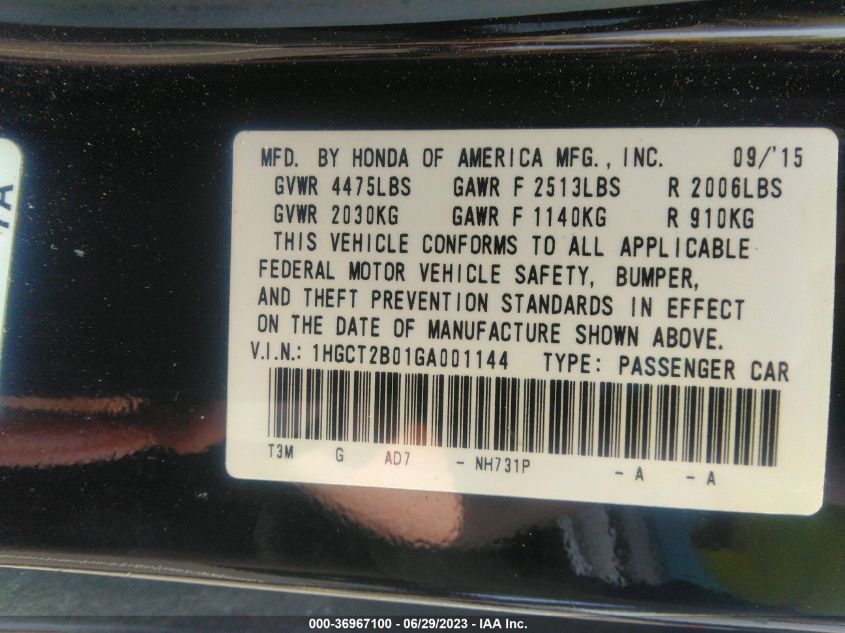 MFD. BY HONDA OF AMERICA MFG., INC. 09/'15
GVWR 4475LBS GAWR F 2513LBS R 2006LBS
GVWR 2030KG GAWR F 1140KG R 910KG
THIS VEHICLE CONFORMS TO ALL APPLICABLE
FEDERAL MOTOR VEHICLE SAFETY, BUMPER,
AND THEFT PREVENTION STANDARDS IN EFFECT
ON THE DATE OF MANUFACTURE SHOWN ABOVE.
V.I.N.: 1HGCT2B01GA001144 TYPE: PASSENGER CAR
T3M G AD7 - NH731P - A - A
000-36967100 - 06/29/2023 - IAA Inc.